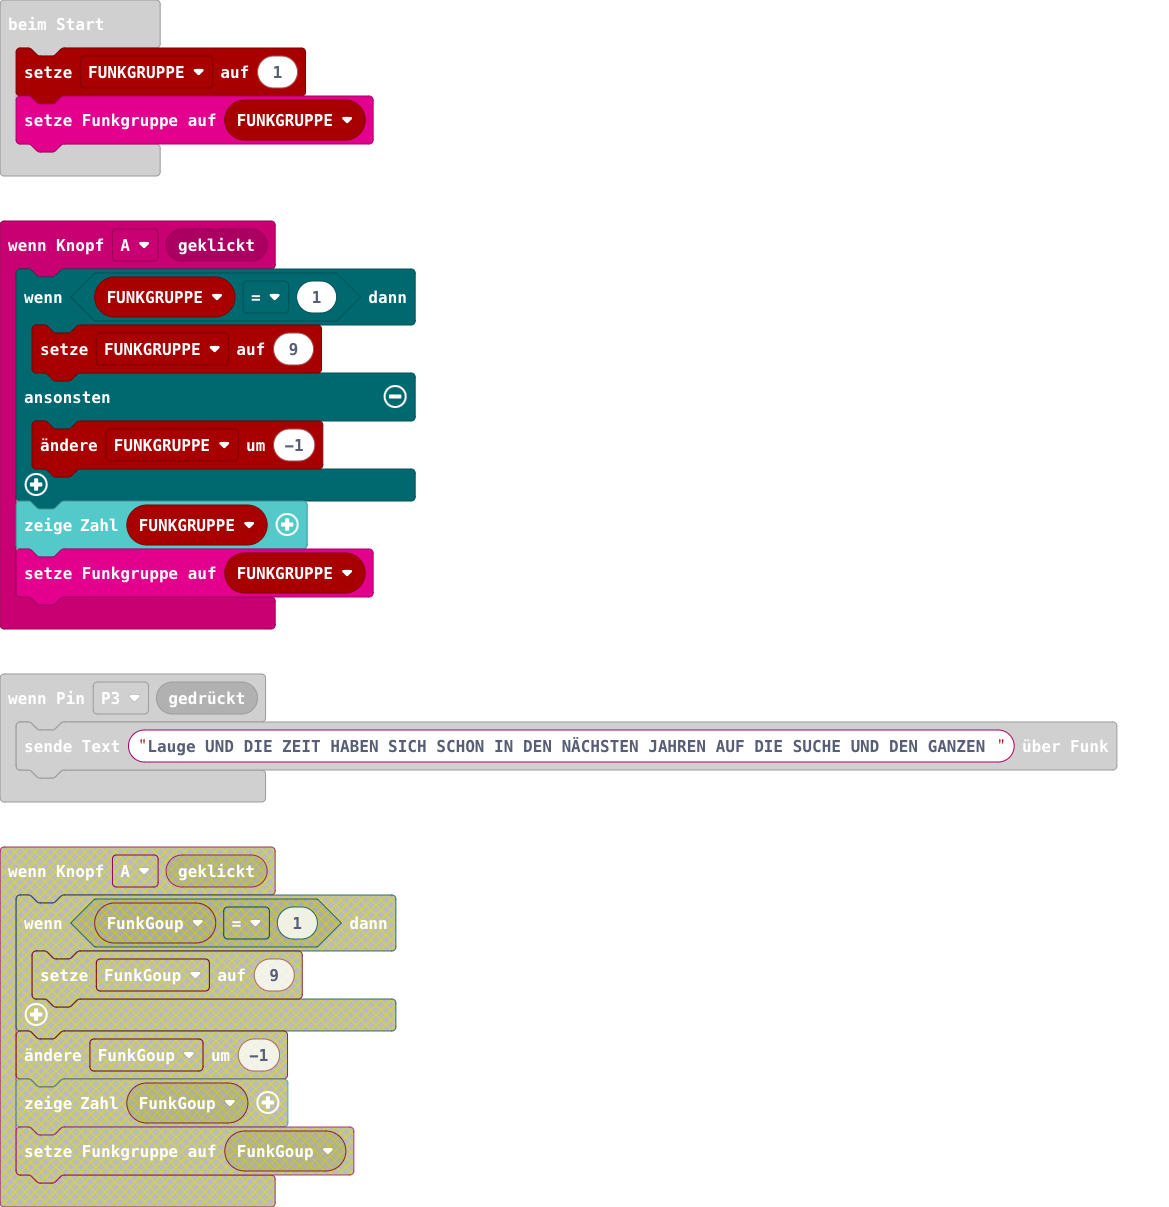 beim Start
setze FUNKGRUPPE auf 1
setze Funkgruppe auf FUNKGRUPPE
wenn Knopf A geklickt
wenn FUNKGRUPPE = 1 dann
setze FUNKGRUPPE auf 9
ansonsten
ändere FUNKGRUPPE um −1
zeige Zahl FUNKGRUPPE
setze Funkgruppe auf FUNKGRUPPE
wenn Pin P3 gedrückt
sende Text "Lauge UND DIE ZEIT HABEN SICH SCHON IN DEN NÄCHSTEN JAHREN AUF DIE SUCHE UND DEN GANZEN " über Funk
wenn Knopf A geklickt
wenn FunkGoup = 1 dann
setze FunkGoup auf 9
ändere FunkGoup um −1
zeige Zahl FunkGoup
setze Funkgruppe auf FunkGoup